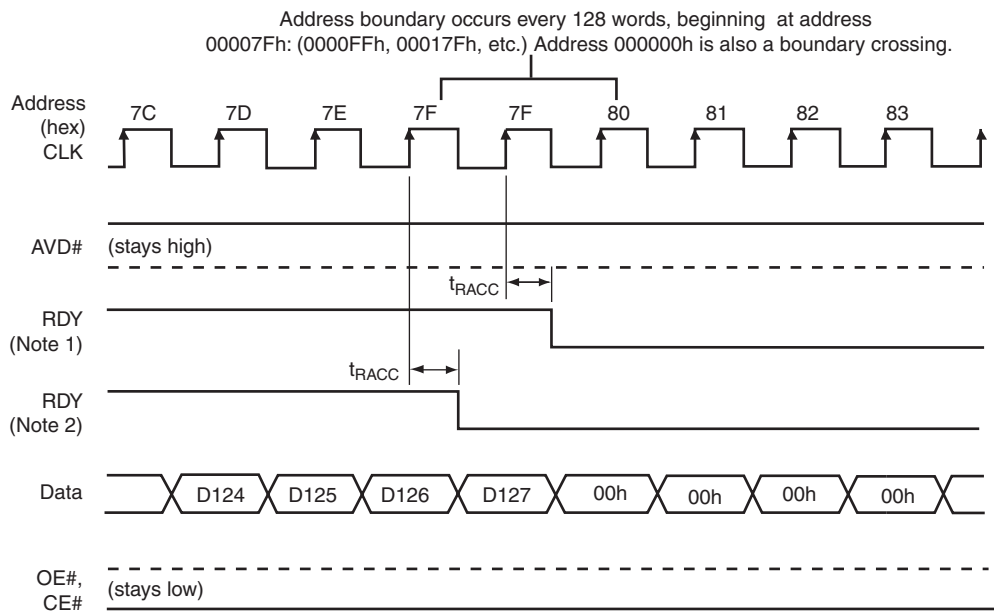 Address boundary occurs every 128 words, beginning at address
00007Fh: (0000FFh, 00017Fh, etc.) Address 000000h is also a boundary crossing.
Address
(hex)
CLK
7C 7D 7E 7F 7F 80 81 82 83
AVD#
(stays high)
tRACC
RDY
(Note 1)
tRACC
RDY
(Note 2)
Data
D124 D125 D126 D127 00h 00h 00h 00h
OE#,
CE#
(stays low)